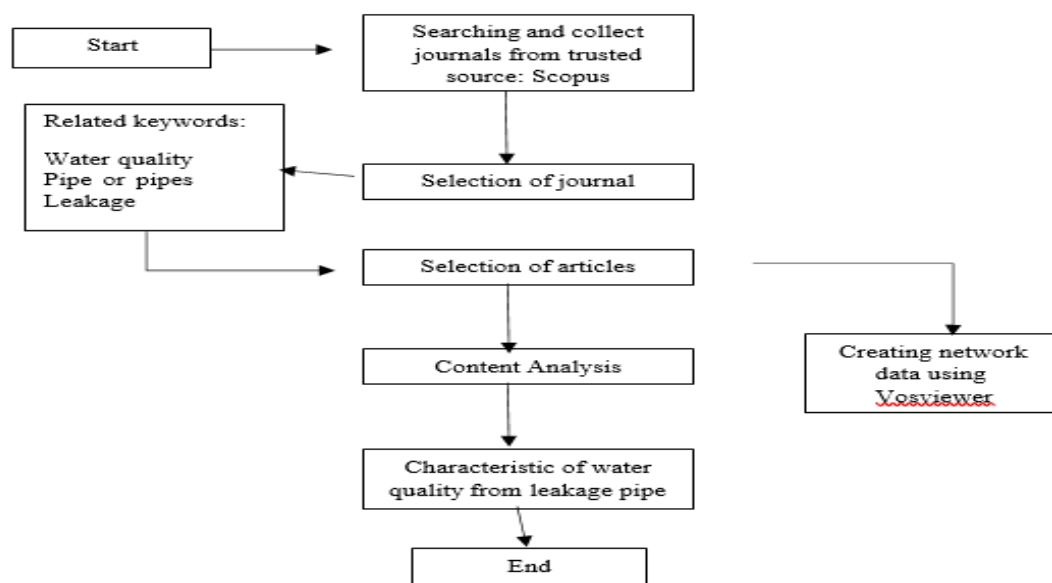 Start
Searching and collect
journals from trusted
source: Scopus
Related keywords:
Water quality
Pipe or pipes
Leakage
Selection of journal
Selection of articles
Creating network
data using
Vosviewer
Content Analysis
Characteristic of water
quality from leakage pipe
End